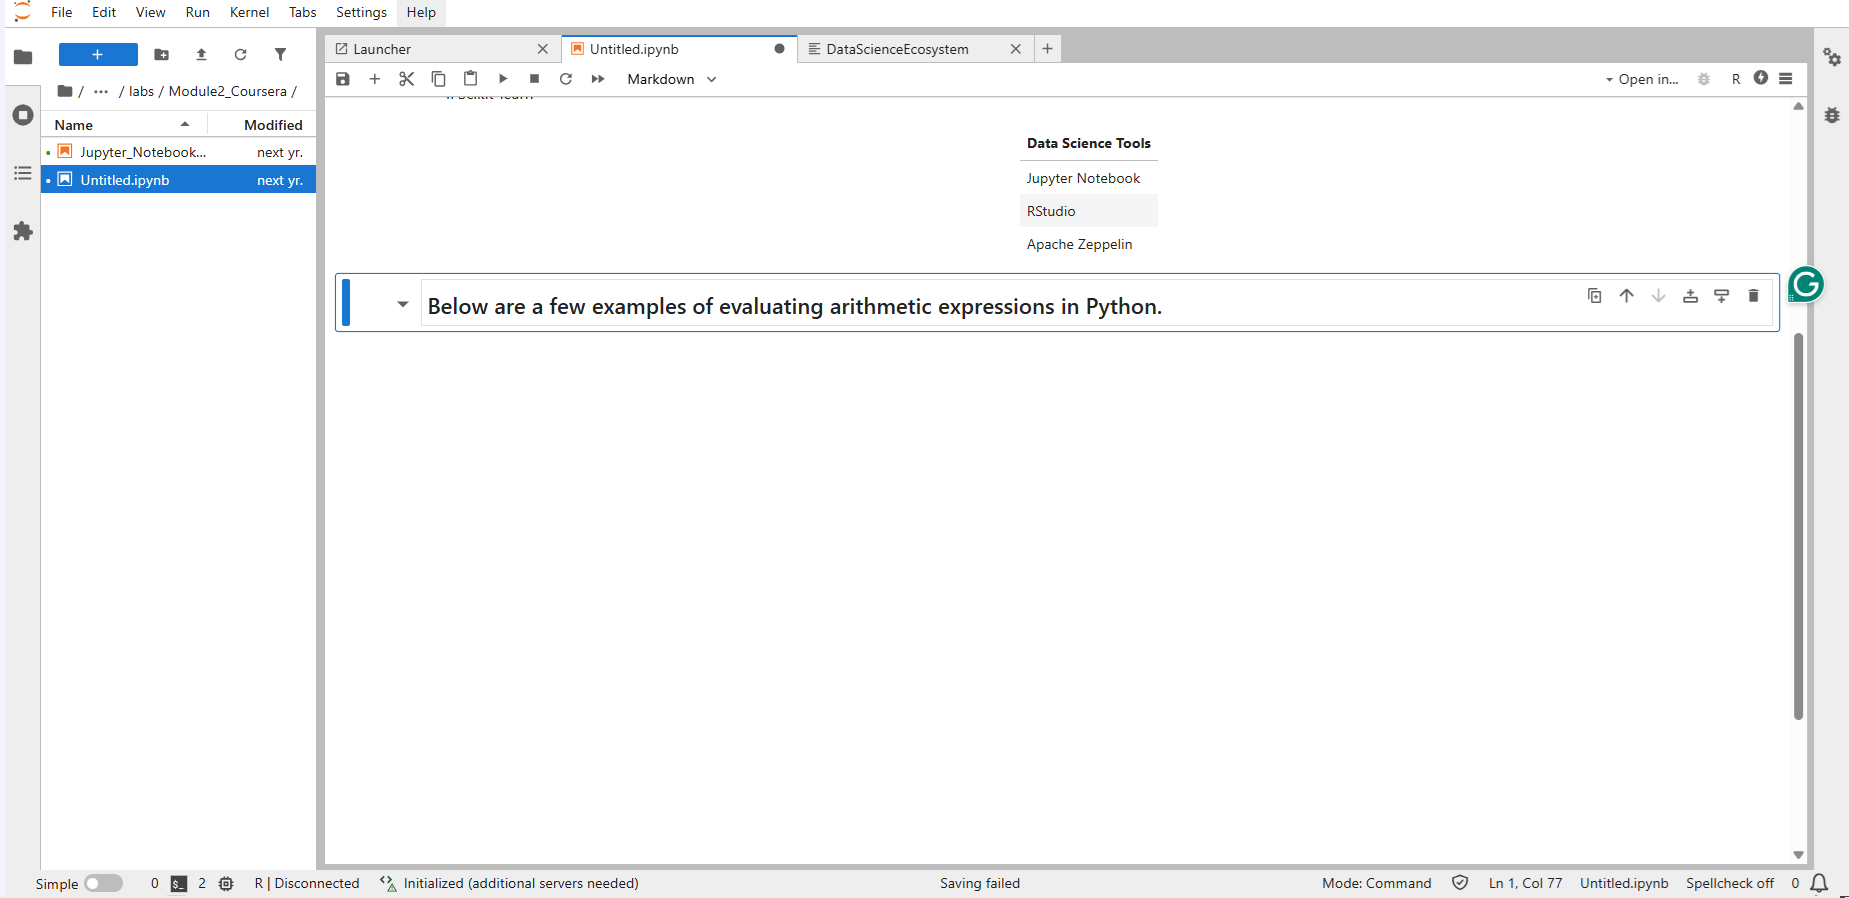 File Edit View Run Kernel Tabs Settings Help
Launcher
Untitled.ipynb
DataScienceEcosystem
Markdown
Open in...
R
/ ... / labs / Module2_Coursera /
Name Modified
Jupyter_Notebook... next yr.
Untitled.ipynb next yr.
Data Science Tools
Jupyter Notebook
RStudio
Apache Zeppelin
Below are a few examples of evaluating arithmetic expressions in Python.
Simple 0 $_ 2 R | Disconnected Initialized (additional servers needed) Saving failed Mode: Command Ln 1, Col 77 Untitled.ipynb Spellcheck off 0